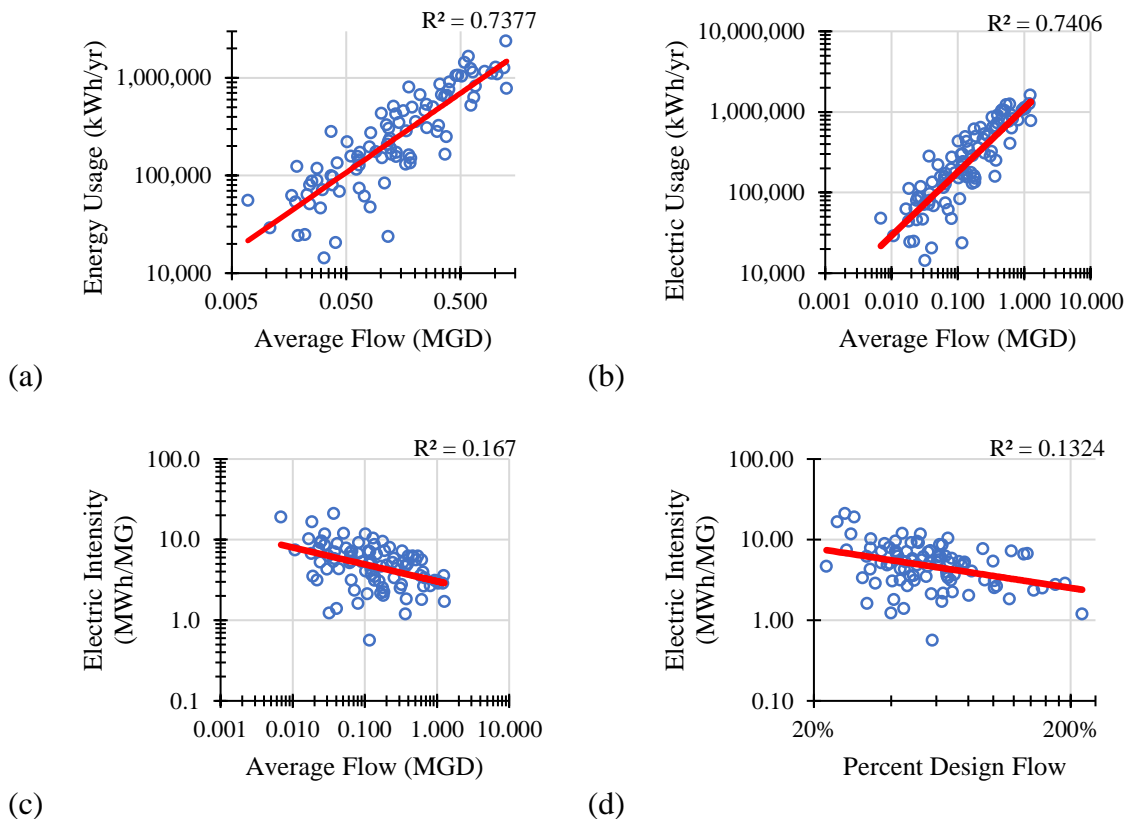 R² = 0.7377
Energy Usage (kWh/yr)
1,000,000
100,000
10,000
0.005 0.050 0.500
Average Flow (MGD)
(a)
R² = 0.7406
Electric Usage (kWh/yr)
10,000,000
1,000,000
100,000
10,000
0.001 0.010 0.100 1.000 10.000
Average Flow (MGD)
(b)
R² = 0.167
Electric Intensity
(MWh/MG)
100.0
10.0
1.0
0.1
0.001 0.010 0.100 1.000 10.000
Average Flow (MGD)
(c)
R² = 0.1324
Electric Intensity
(MWh/MG)
100.00
10.00
1.00
0.10
20% 200%
Percent Design Flow
(d)